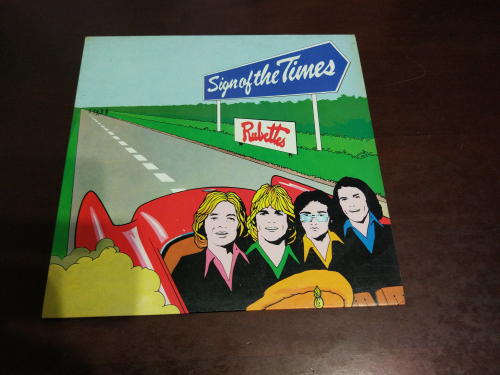 Sign of the Times
Rubettes